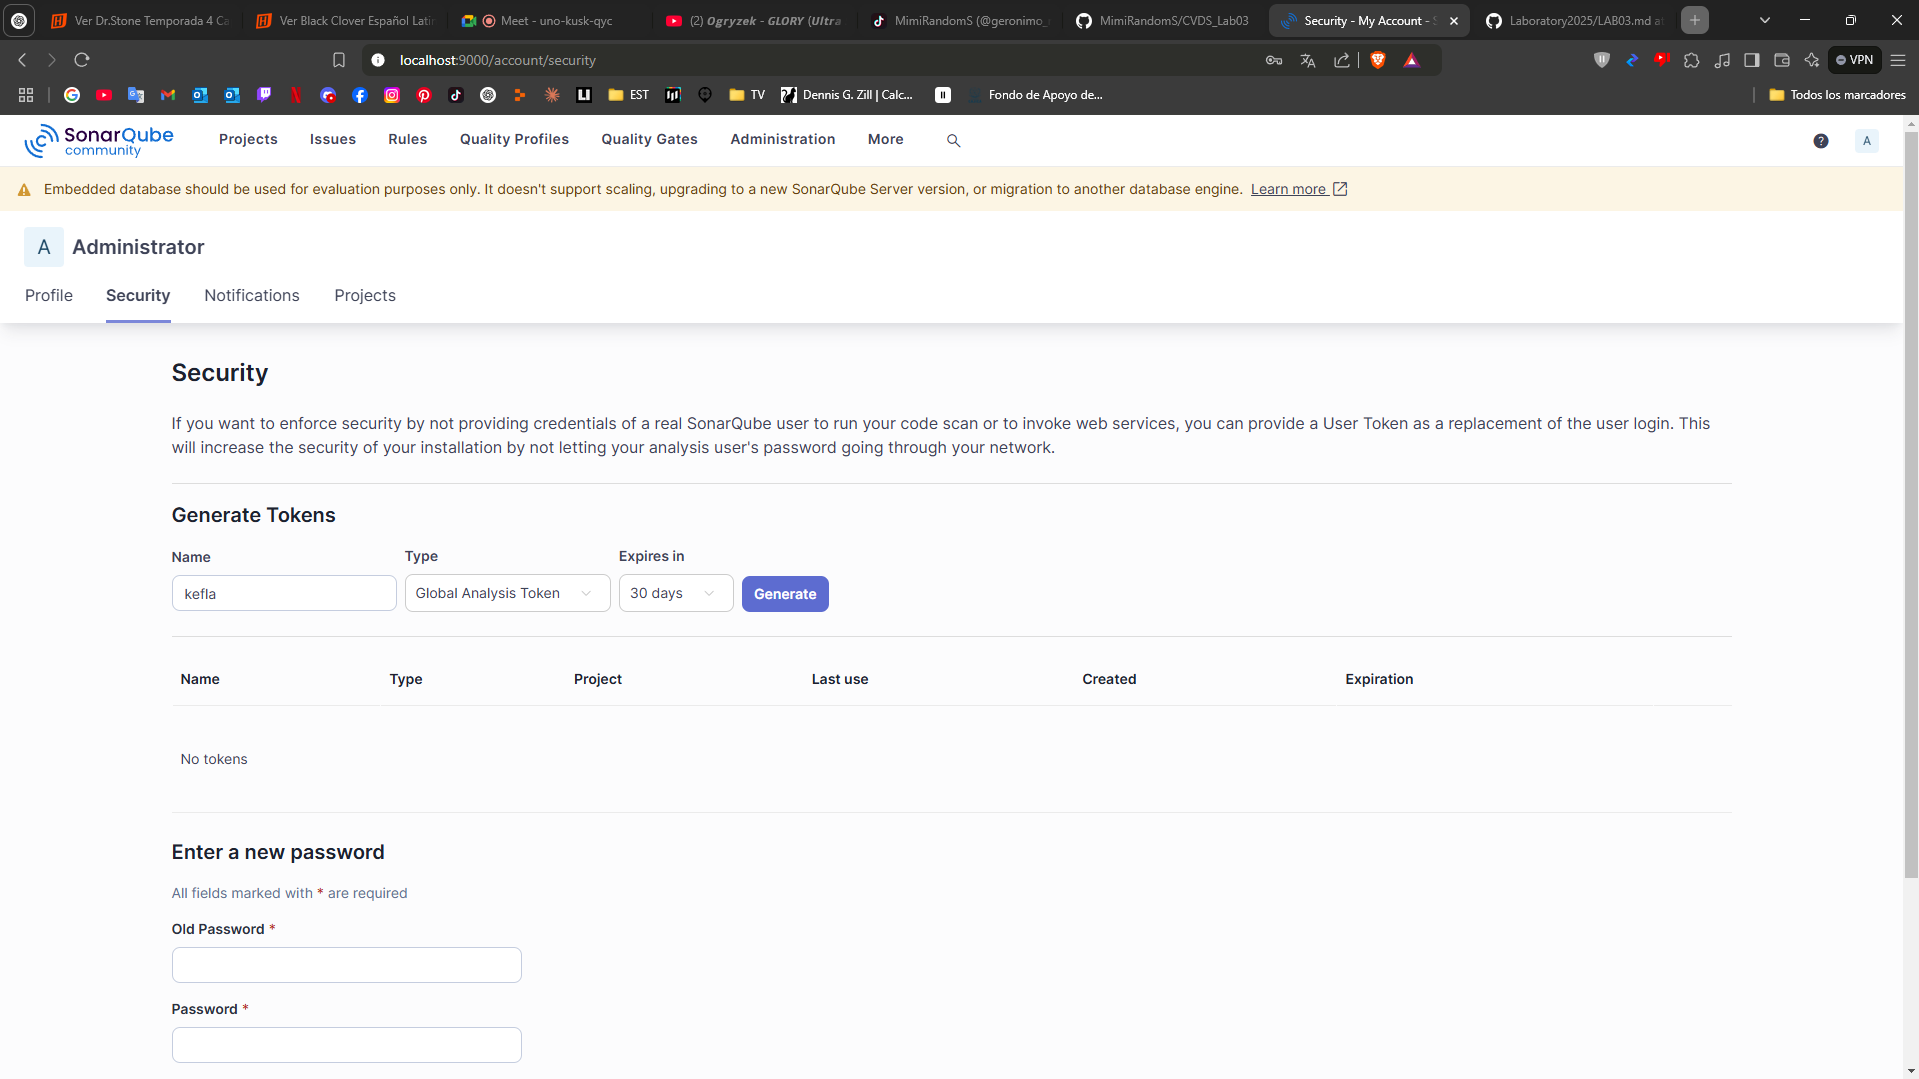 Ver Dr.Stone Temporada 4 Ca
Ver Black Clover Español Latin
Meet - uno-kusk-qyc
(2) Ogryzek - GLORY (Ultra
MimiRandomS (@geronimo_
MimiRandomS/CVDS_Lab03
Security - My Account - S
Laboratory2025/LAB03.md at
localhost:9000/account/security
VPN
EST
TV
Dennis G. Zill | Calc...
Fondo de Apoyo de...
Todos los marcadores
SonarQube
community
Projects
Issues
Rules
Quality Profiles
Quality Gates
Administration
More
?
A
Embedded database should be used for evaluation purposes only. It doesn't support scaling, upgrading to a new SonarQube Server version, or migration to another database engine. Learn more
A
Administrator
Profile
Security
Notifications
Projects
Security
If you want to enforce security by not providing credentials of a real SonarQube user to run your code scan or to invoke web services, you can provide a User Token as a replacement of the user login. This
will increase the security of your installation by not letting your analysis user's password going through your network.
Generate Tokens
Name
Type
Expires in
kefla
Global Analysis Token
30 days
Generate
Name
Type
Project
Last use
Created
Expiration
No tokens
Enter a new password
All fields marked with * are required
Old Password *
Password *